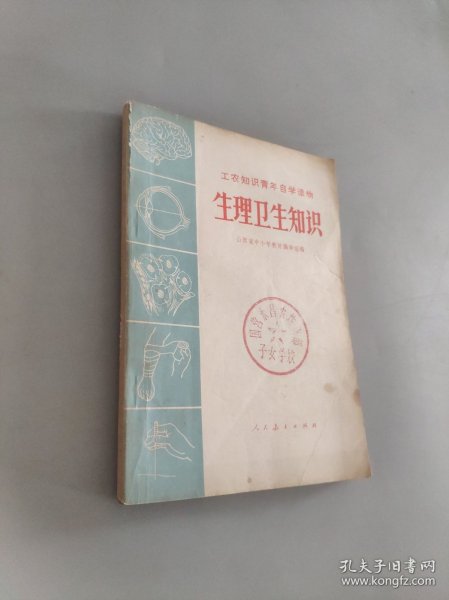 工农知识青年自学读物
生理卫生知识
子女学校
人民教育出版社
孔夫子旧书网
www.kongfz.com